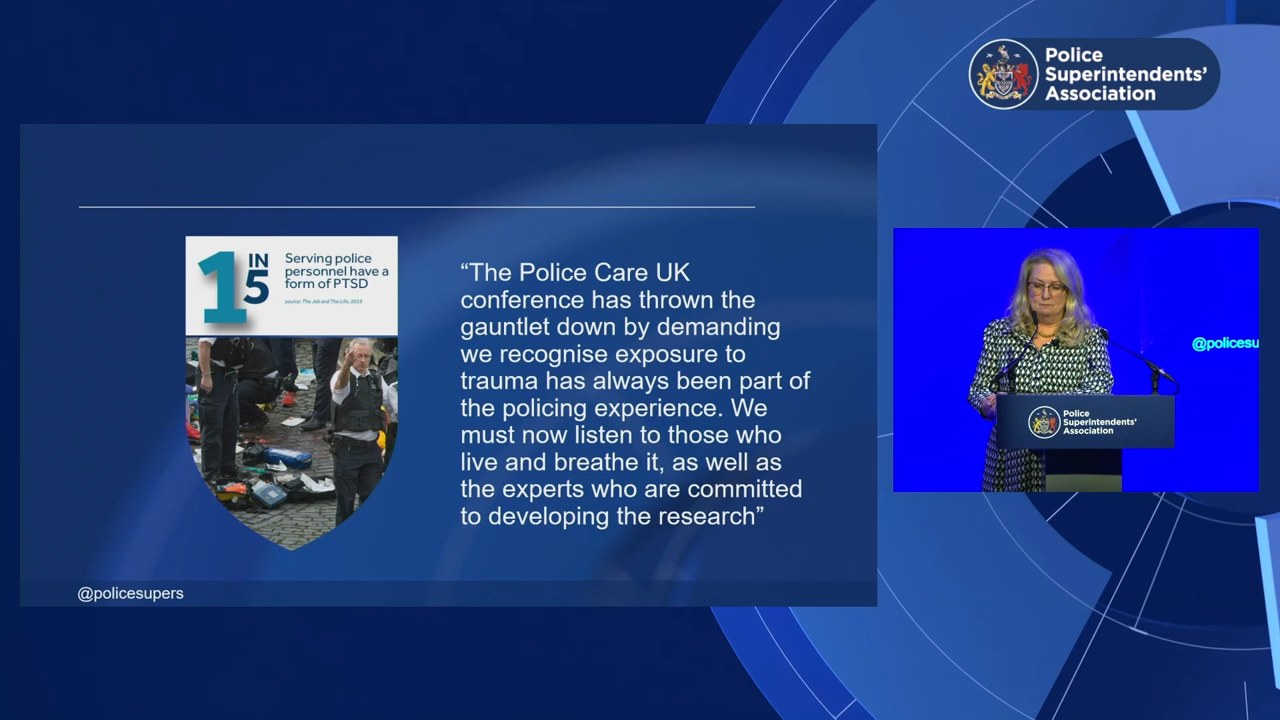 Police
Superintendents'
Association
1 IN 5
Serving police
personnel have a
form of PTSD
source: The Job and The Life, 2019
“The Police Care UK
conference has thrown the
gauntlet down by demanding
we recognise exposure to
trauma has always been part of
the policing experience. We
must now listen to those who
live and breathe it, as well as
the experts who are committed
to developing the research”
@policesupers
@policesu
Police
Superintendents'
Association